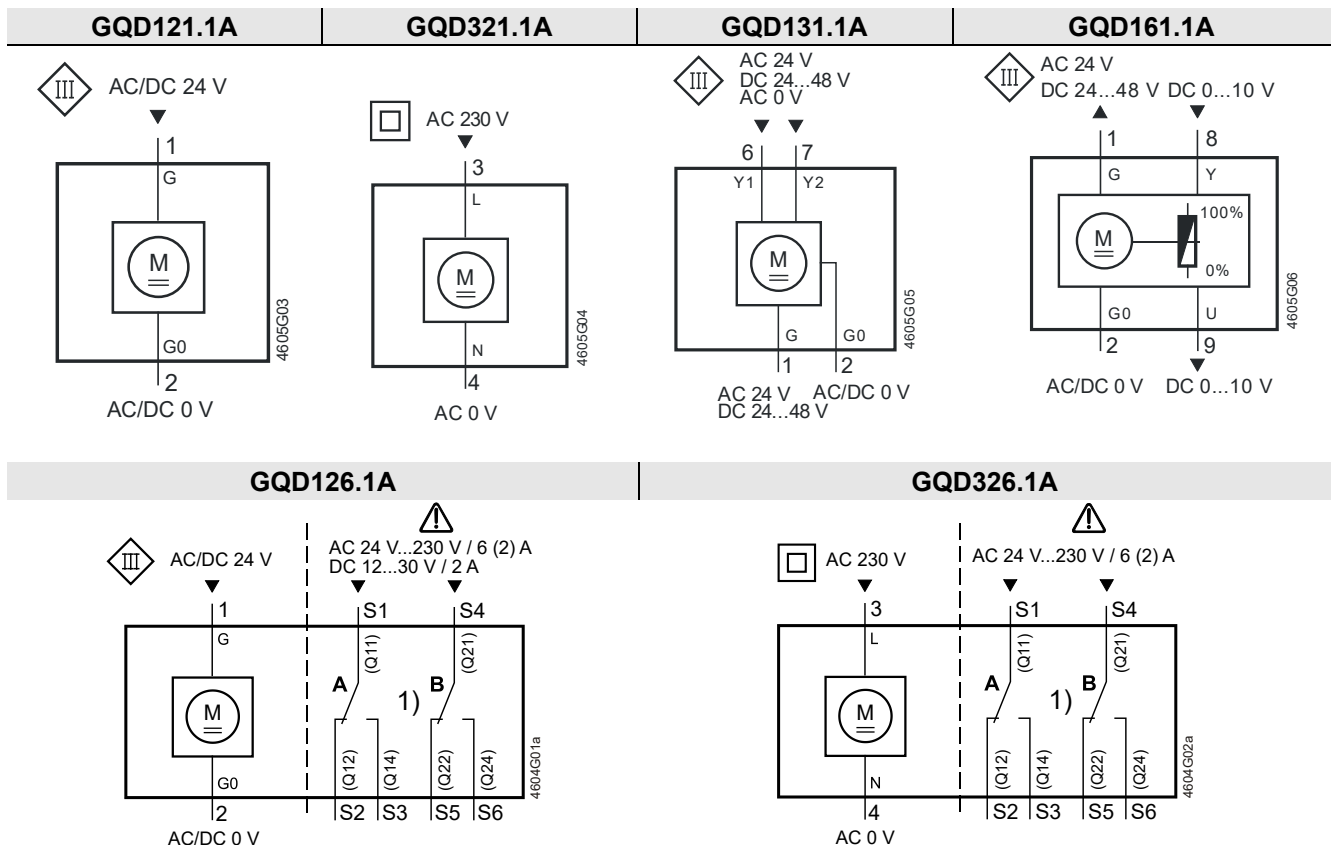 GQD121.1A
GQD321.1A
GQD131.1A
GQD161.1A
III
AC/DC 24 V
1
G
M
G0
2
AC/DC 0 V
4605G03
AC 230 V
3
L
M
N
4
AC 0 V
4605G04
III
AC 24 V
DC 24...48 V
AC 0 V
6
7
Y1
Y2
M
G
G0
1
2
AC 24 V
DC 24...48 V
AC/DC 0 V
4605G05
III
AC 24 V
DC 24...48 V
DC 0...10 V
1
8
G
Y
M
100%
0%
G0
U
2
9
AC/DC 0 V
DC 0...10 V
4605G06
GQD126.1A
GQD326.1A
III
AC/DC 24 V
AC 24 V...230 V / 6 (2) A
DC 12...30 V / 2 A
1
S1
S4
G
(Q11)
(Q21)
A
1)
B
M
G0
(Q12)
(Q14)
(Q22)
(Q24)
2
S2
S3
S5
S6
AC/DC 0 V
4604G01a
AC 230 V
AC 24 V...230 V / 6 (2) A
3
S1
S4
L
(Q11)
(Q21)
A
1)
B
M
N
(Q12)
(Q14)
(Q22)
(Q24)
4
S2
S3
S5
S6
AC 0 V
4604G02a